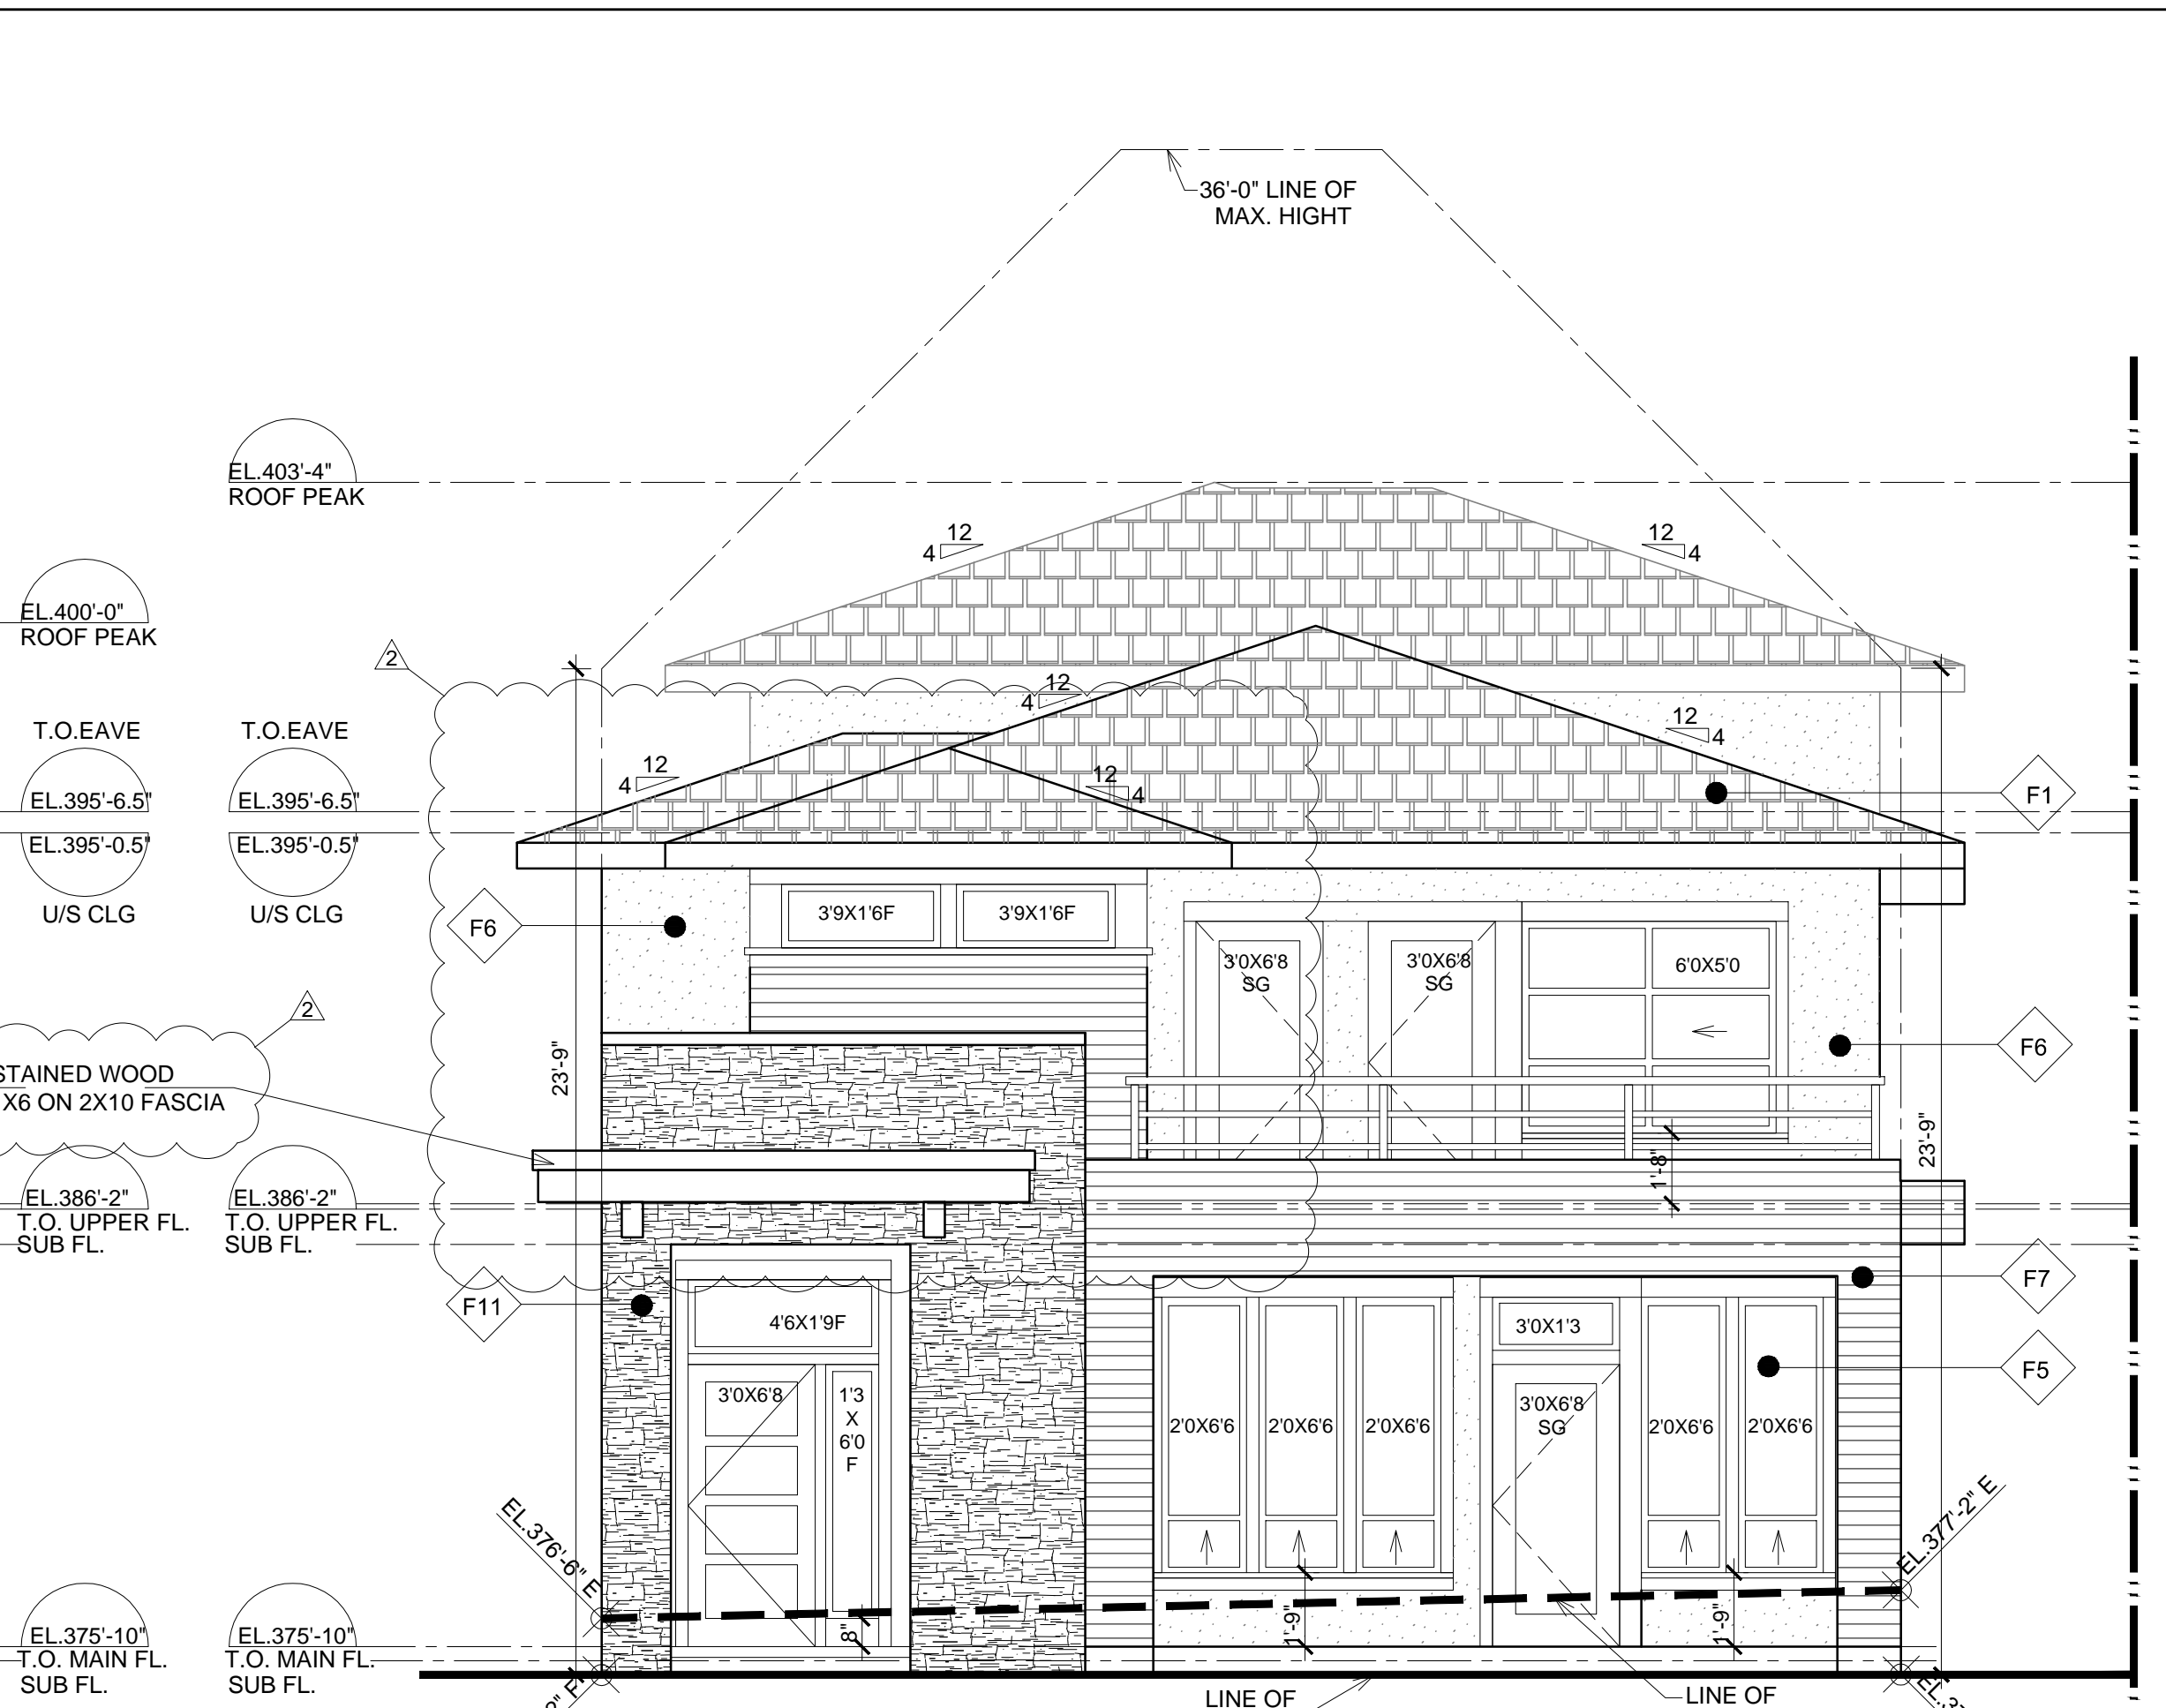 36'-0" LINE OF
MAX. HIGHT
EL.403'-4"
ROOF PEAK
12
4
12
4
EL.400'-0"
ROOF PEAK
2
12
4
12
4
T.O.EAVE
T.O.EAVE
12
4
12
4
EL.395'-6.5"
EL.395'-6.5"
F1
EL.395'-0.5"
EL.395'-0.5"
U/S CLG
U/S CLG
F6
3'9X1'6F
3'9X1'6F
3'0X6'8
SG
3'0X6'8
SG
6'0X5'0
2
F6
STAINED WOOD
X6 ON 2X10 FASCIA
23'-9"
23'-9"
1'-8"
EL.386'-2"
T.O. UPPER FL.
SUB FL.
EL.386'-2"
T.O. UPPER FL.
SUB FL.
F7
F11
4'6X1'9F
3'0X1'3
F5
3'0X6'8
1'3
X
6'0
F
2'0X6'6
2'0X6'6
2'0X6'6
3'0X6'8
SG
2'0X6'6
2'0X6'6
EL.376'-6" E
EL.377'-2" E
8"
1'-9"
1'-9"
EL.375'-10"
T.O. MAIN FL.
SUB FL.
EL.375'-10"
T.O. MAIN FL.
SUB FL.
LINE OF
LINE OF